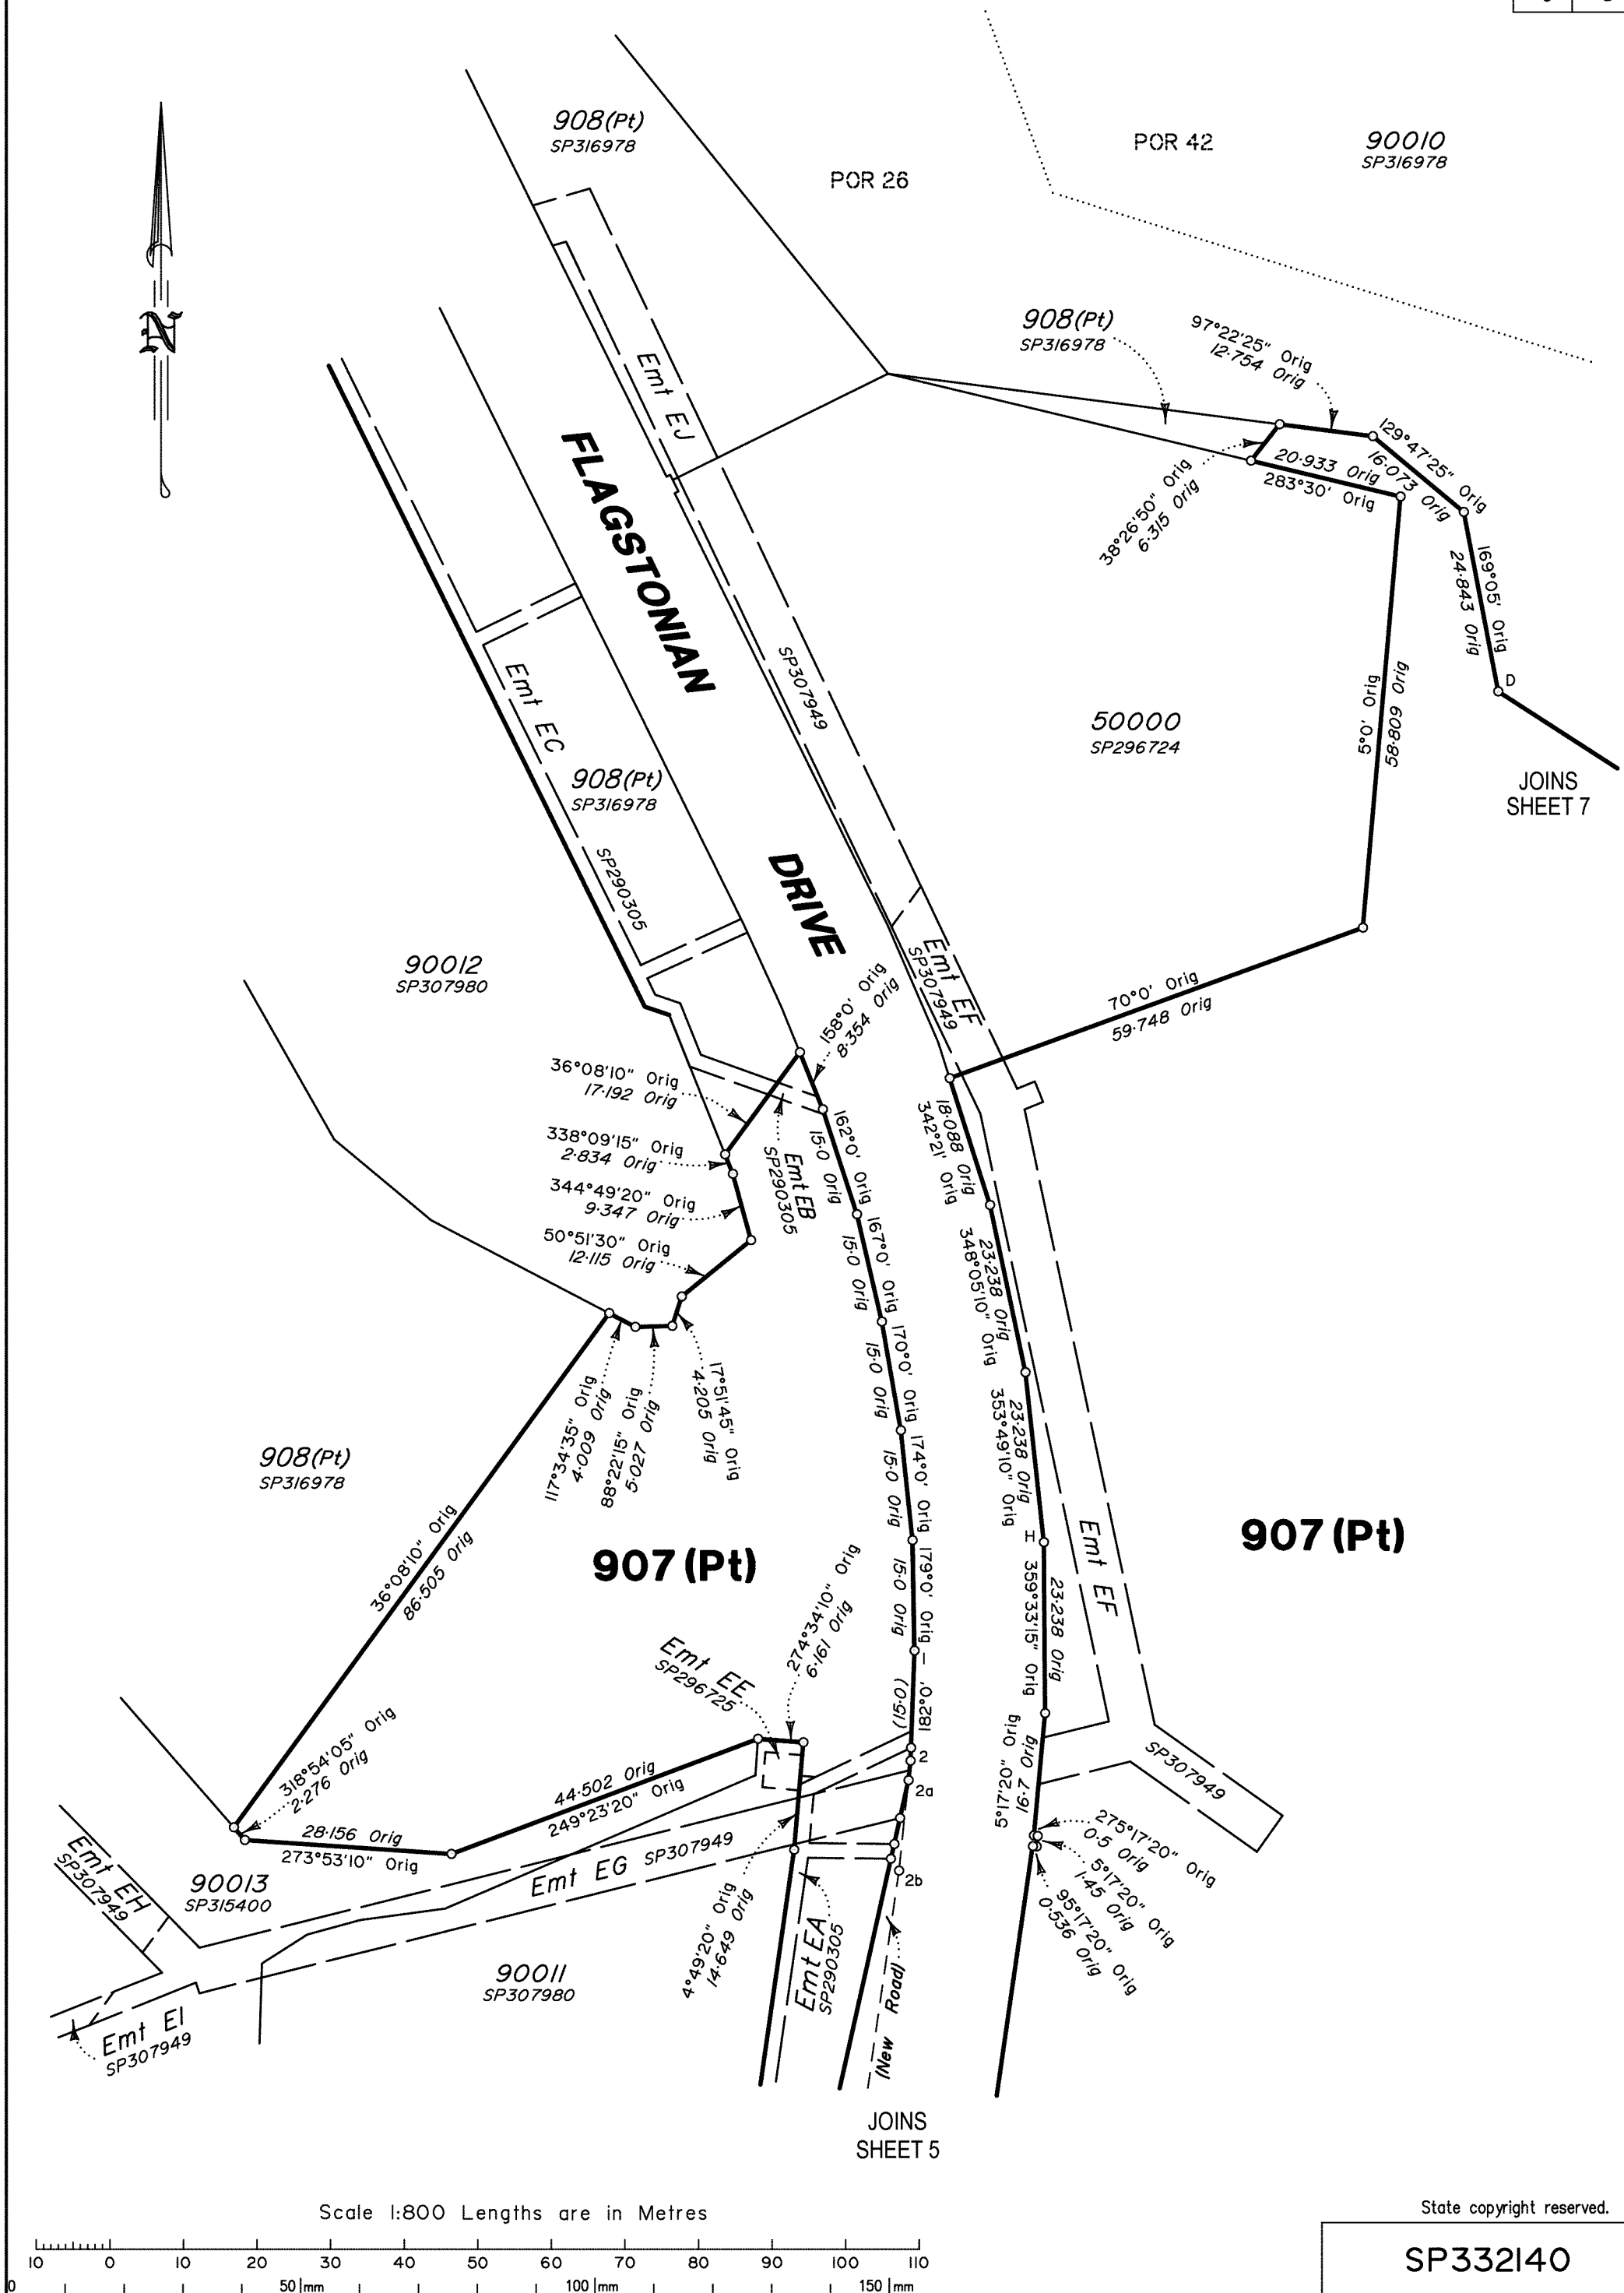 908(Pt)
SP316978
POR 26
POR 42
90010
SP316978
N
908(Pt)
SP316978
97°22'25" Orig
12·754 Orig
129°47'25" Orig
16·073 Orig
20·933 Orig
283°30' Orig
38°26'50" Orig
6·315 Orig
169°05' Orig
24·843 Orig
D
Emt EJ
FLAGSTONIAN
SP307949
50000
SP296724
5°0' Orig
58·809 Orig
JOINS
SHEET 7
Emt EC
908(Pt)
SP316978
SP290305
DRIVE
Emt EF
SP307949
70°0' Orig
59·748 Orig
90012
SP307980
158°0' Orig
8·354 Orig
36°08'10" Orig
17·192 Orig
338°09'15" Orig
2·834 Orig
344°49'20" Orig
9·347 Orig
50°51'30" Orig
12·115 Orig
Emt EB
SP290305
162°0' Orig
15·0 Orig
167°0' Orig
15·0 Orig
170°0' Orig
15·0 Orig
174°0' Orig
15·0 Orig
179°0' Orig
15·0 Orig
182°0'
(15·0)
18·088 Orig
342°21' Orig
23·238 Orig
348°05'10" Orig
23·238 Orig
353°49'10" Orig
H
23·238 Orig
359°33'15" Orig
117°34'35" Orig
4·009 Orig
88°22'15" Orig
5·027 Orig
17°51'45" Orig
4·205 Orig
908(Pt)
SP316978
36°08'10" Orig
86·505 Orig
907 (Pt)
907 (Pt)
Emt EF
274°34'10" Orig
6·161 Orig
Emt EE
SP296725
318°54'05" Orig
2·276 Orig
28·156 Orig
273°53'10" Orig
44·502 Orig
249°23'20" Orig
2
2a
2b
5°17'20" Orig
16·7 Orig
SP307949
275°17'20" Orig
0·5 Orig
5°17'20" Orig
1·45 Orig
95°17'20" Orig
0·536 Orig
Emt EH
SP307949
90013
SP315400
Emt EG SP307949
4°49'20" Orig
14·649 Orig
Emt EA
SP290305
(New Road)
90011
SP307980
Emt EI
SP307949
JOINS
SHEET 5
Scale 1:800 Lengths are in Metres
State copyright reserved.
10 0 10 20 30 40 50 60 70 80 90 100 110
0 50 mm 100 mm 150 mm
SP332140